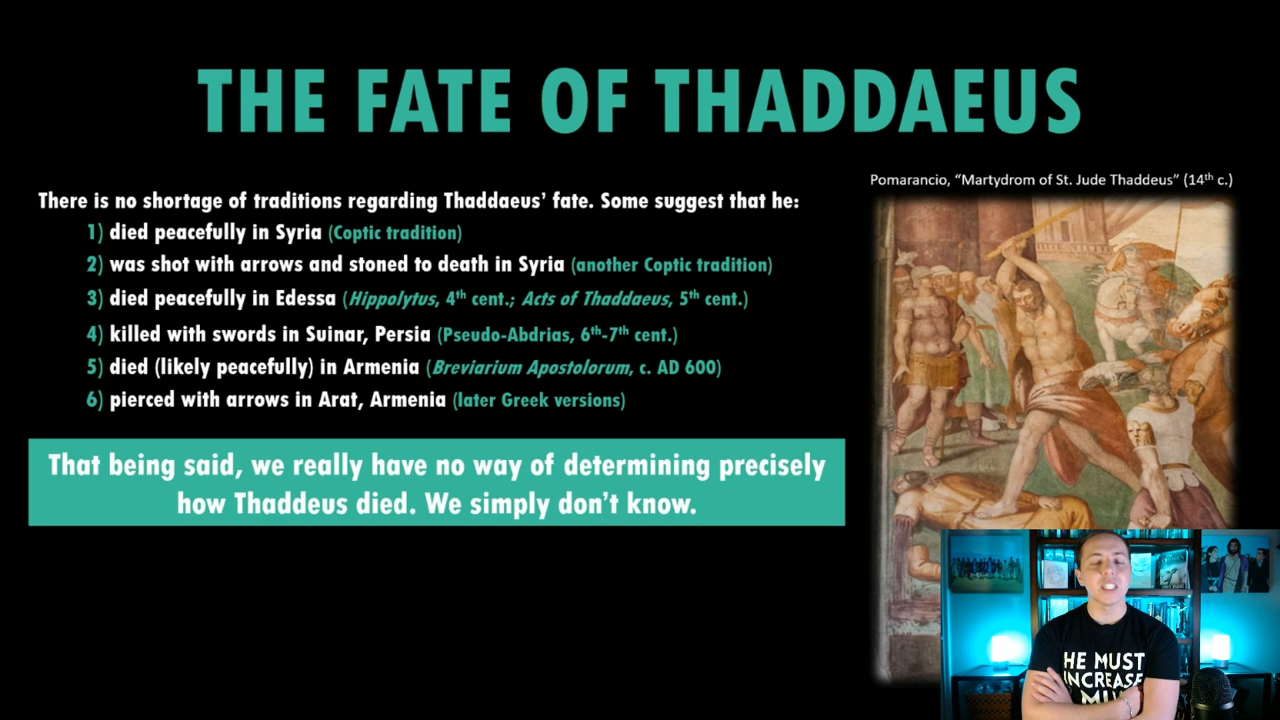 THE FATE OF THADDAEUS
Pomarancio, “Martydrom of St. Jude Thaddeus” (14th c.)
There is no shortage of traditions regarding Thaddaeus’ fate. Some suggest that he:
1) died peacefully in Syria (Coptic tradition)
2) was shot with arrows and stoned to death in Syria (another Coptic tradition)
3) died peacefully in Edessa (Hippolytus, 4th cent.; Acts of Thaddaeus, 5th cent.)
4) killed with swords in Suinar, Persia (Pseudo-Abdrias, 6th-7th cent.)
5) died (likely peacefully) in Armenia (Breviarium Apostolorum, c. AD 600)
6) pierced with arrows in Arat, Armenia (later Greek versions)
That being said, we really have no way of determining precisely
how Thaddeus died. We simply don’t know.
HE MUST
INCREASE